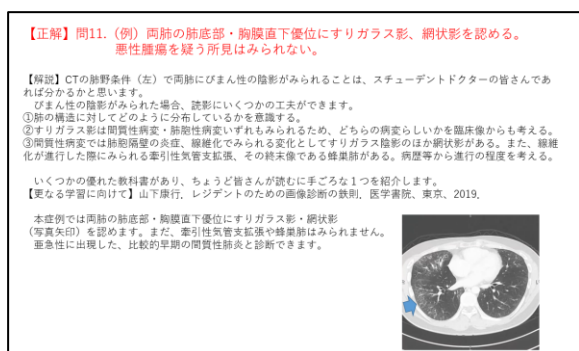 【正解】問11.（例）両肺の肺底部・胸膜直下優位にすりガラス影、網状影を認める。
悪性腫瘍を疑う所見はみられない。
【解説】CTの肺野条件（左）で両肺にびまん性の陰影がみられることは、スチューデントドクターの皆さんであ
れば分かるかと思います。
びまん性の陰影がみられた場合、読影にいくつかの工夫ができます。
①肺の構造に対してどのように分布しているかを意識する。
②すりガラス影は間質性病変・肺胞性病変いずれもみられるため、どちらの病変らしいかを臨床像からも考える。
③間質性病変では肺胞隔壁の炎症、線維化でみられる変化としてすりガラス陰影のほか網状影がある。また、線維
化が進行した際にみられる牽引性気管支拡張、その終末像である蜂巣肺がある。病歴等から進行の程度を考える。
いくつかの優れた教科書があり、ちょうど皆さんが読むに手ごろな１つを紹介します。
【更なる学習に向けて】山下康行. レジデントのための画像診断の鉄則. 医学書院、東京、2019.
本症例では両肺の肺底部・胸膜直下優位にすりガラス影・網状影
（写真矢印）を認めます。まだ、牽引性気管支拡張や蜂巣肺はみられません。
亜急性に出現した、比較的早期の間質性肺炎と診断できます。